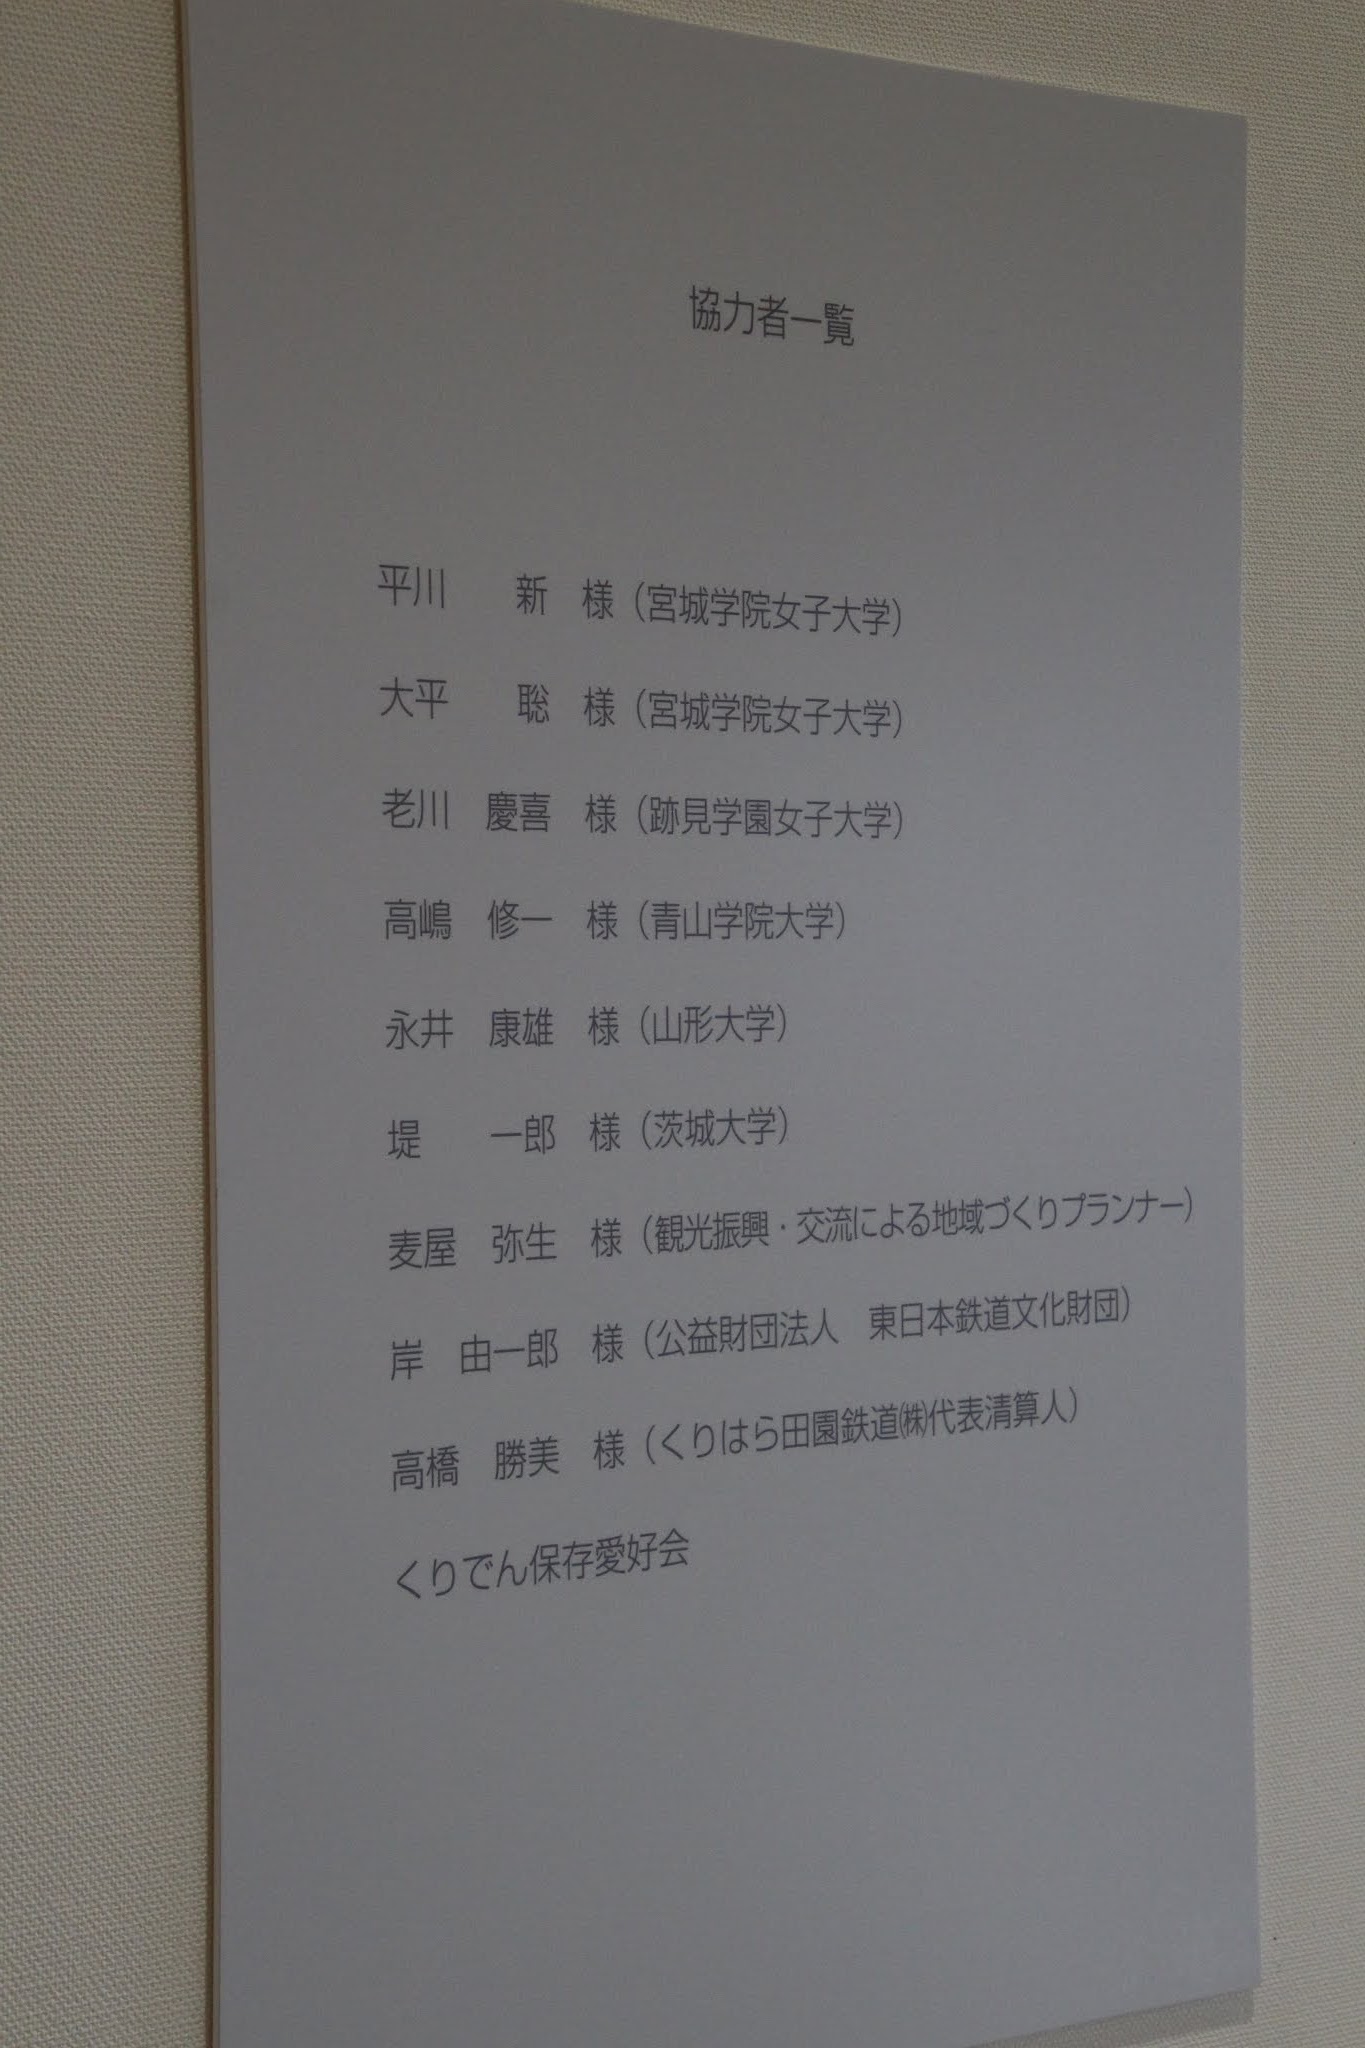 協力者一覧
平川　　新　様（宮城学院女子大学）
大平　　聡　様（宮城学院女子大学）
老川　慶喜　様（跡見学園女子大学）
高嶋　修一　様（青山学院大学）
永井　康雄　様（山形大学）
堤　　一郎　様（茨城大学）
麦屋　弥生　様（観光振興・交流による地域づくりプランナー）
岸　由一郎　様（公益財団法人　東日本鉄道文化財団）
高橋　勝美　様（くりはら田園鉄道㈱代表清算人）
くりでん保存愛好会